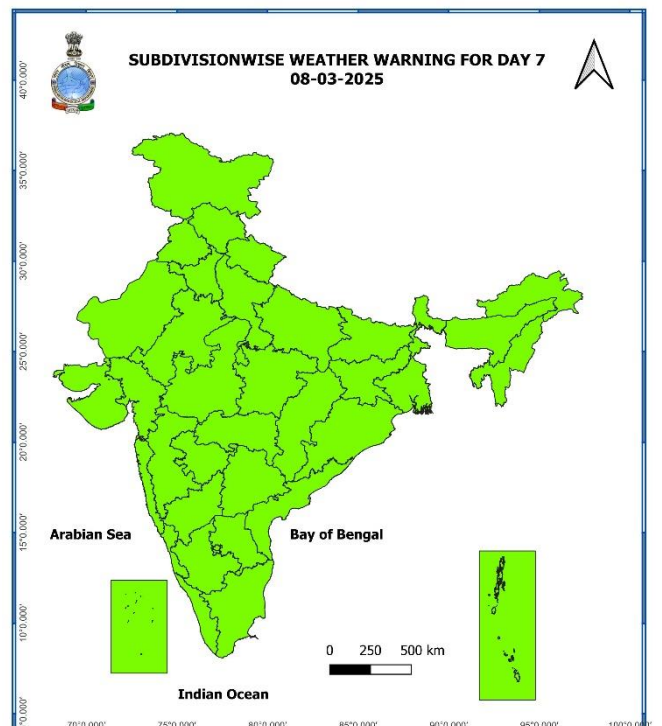 SUBDIVISIONWISE WEATHER WARNING FOR DAY 7
08-03-2025
40°0.000'
35°0.000'
30°0.000'
25°0.000'
20°0.000'
15°0.000'
10°0.000'
°0.000'
Arabian Sea
Bay of Bengal
0 250 500 km
Indian Ocean
70°0.000' 75°0.000' 80°0.000' 85°0.000' 90°0.000' 95°0.000' 100°0.000'